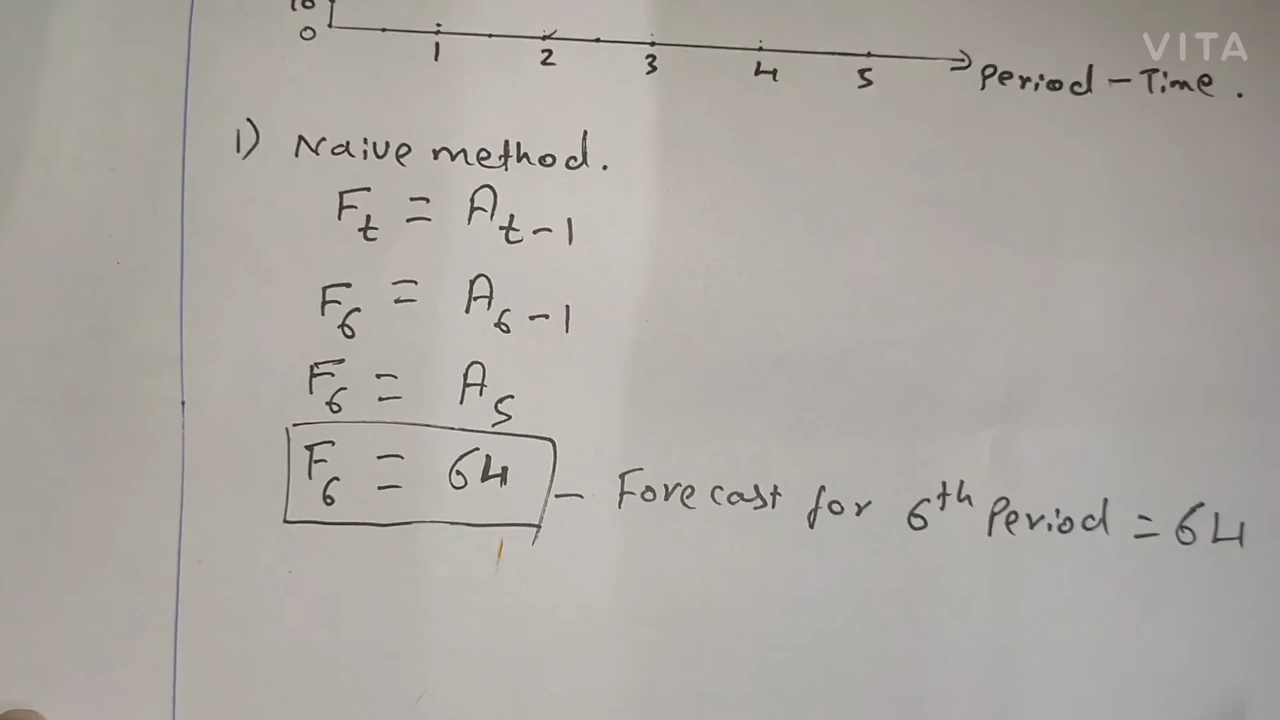 10
0
1 2 3 4 5 Period - Time .
VITA
1) Naive method.
Ft = At-1
F6 = A6-1
F6 = A5
F6 = 64 - Forecast for 6th Period = 64